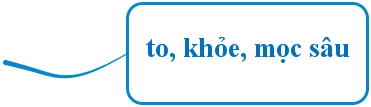 to, khỏe, mọc sâu